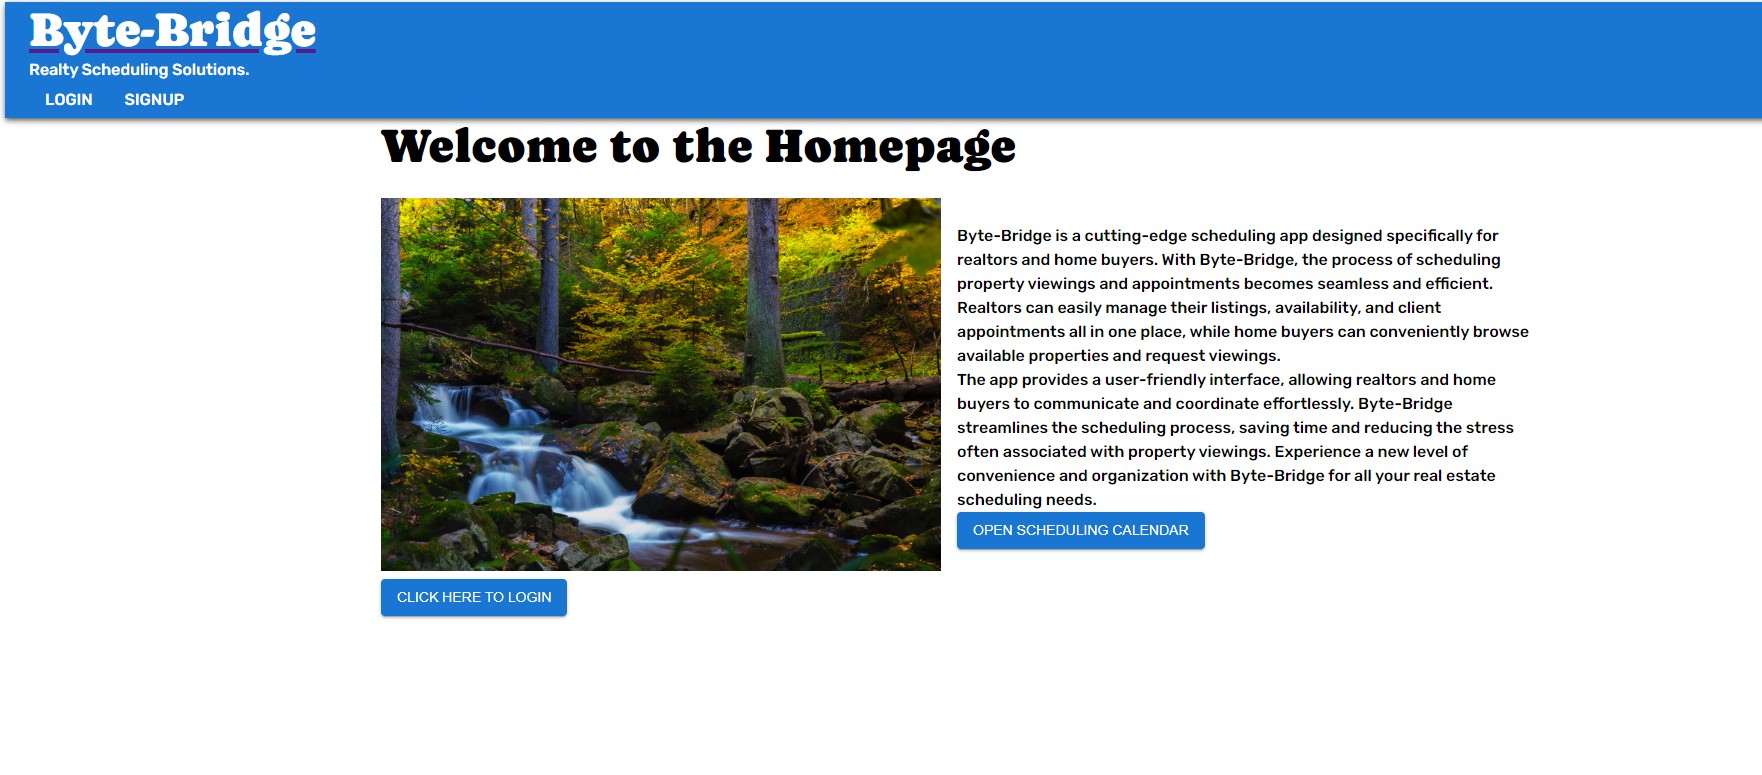 Byte-Bridge
Realty Scheduling Solutions.
LOGIN SIGNUP
Welcome to the Homepage
Byte-Bridge is a cutting-edge scheduling app designed specifically for
realtors and home buyers. With Byte-Bridge, the process of scheduling
property viewings and appointments becomes seamless and efficient.
Realtors can easily manage their listings, availability, and client
appointments all in one place, while home buyers can conveniently browse
available properties and request viewings.
The app provides a user-friendly interface, allowing realtors and home
buyers to communicate and coordinate effortlessly. Byte-Bridge
streamlines the scheduling process, saving time and reducing the stress
often associated with property viewings. Experience a new level of
convenience and organization with Byte-Bridge for all your real estate
scheduling needs.
OPEN SCHEDULING CALENDAR
CLICK HERE TO LOGIN